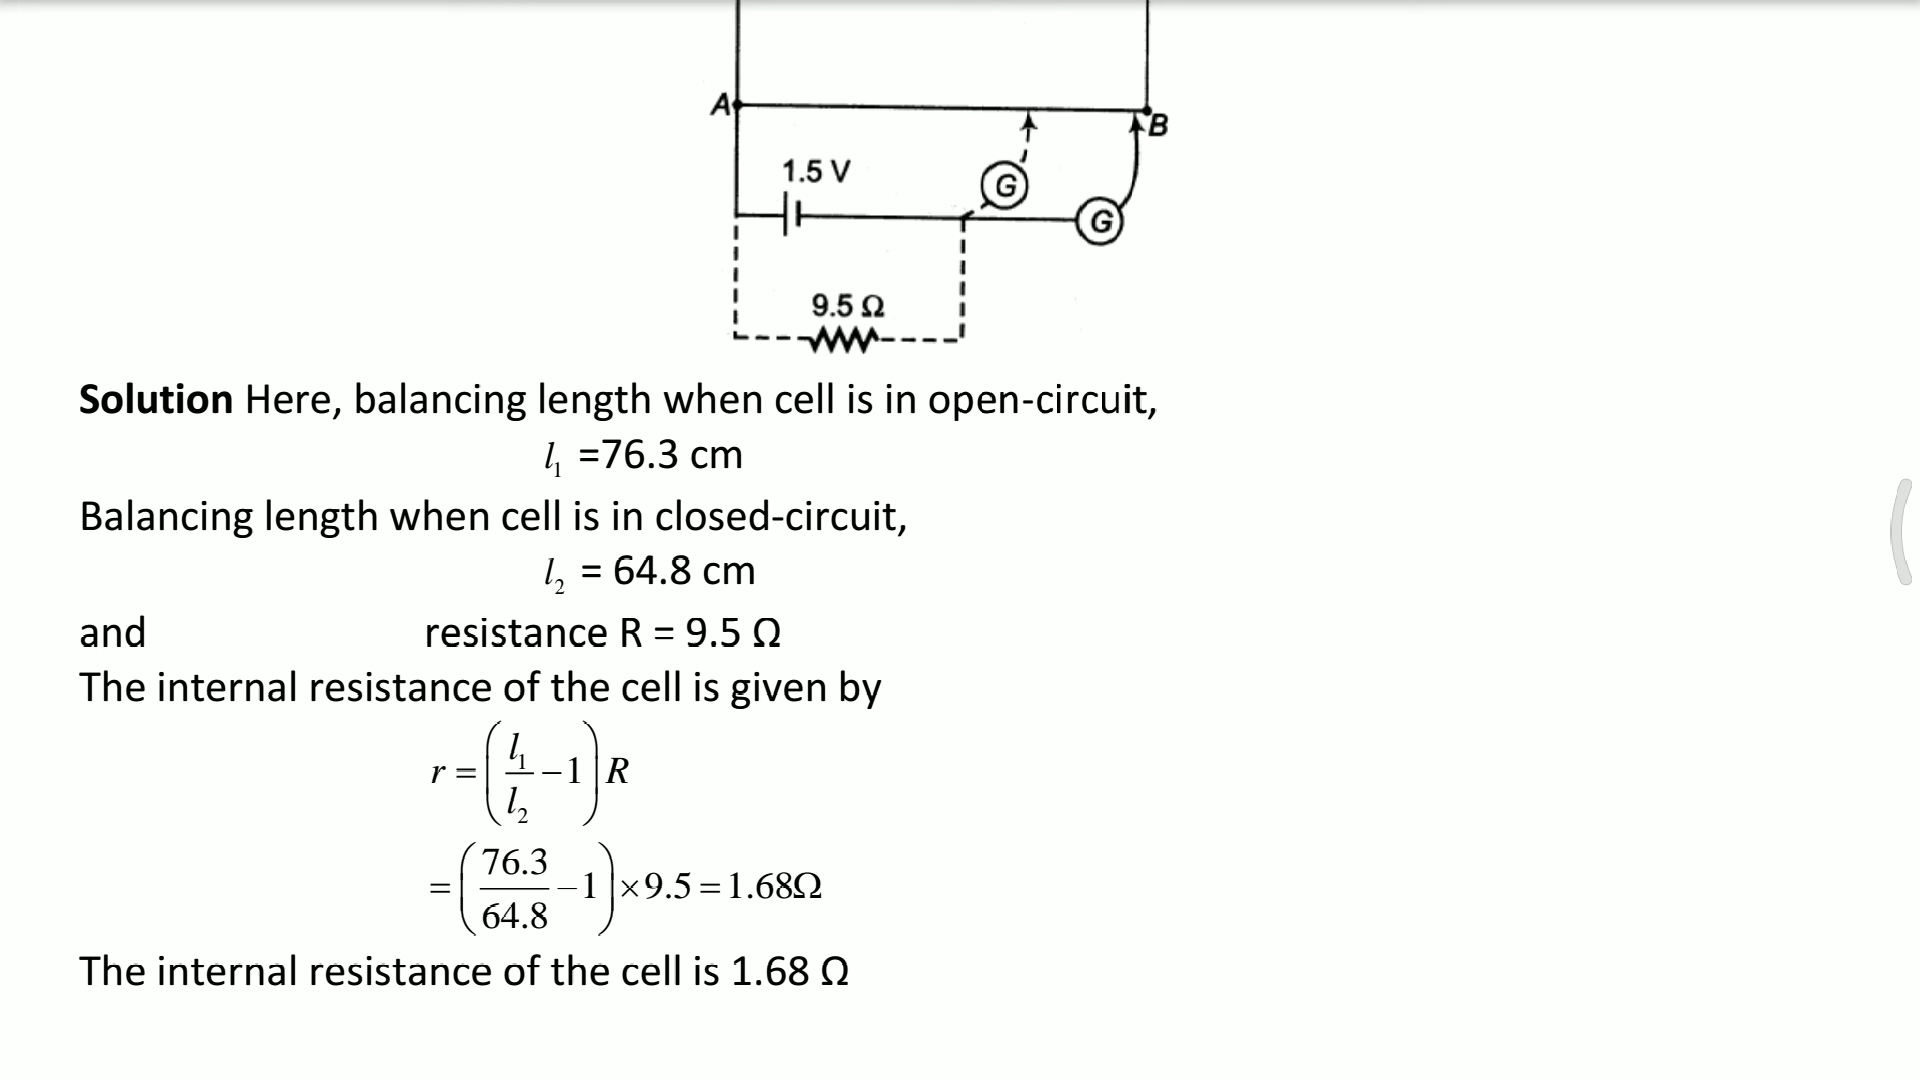 A
B
1.5 V
G
G
9.5 Ω
Solution Here, balancing length when cell is in open-circuit,
l₁ =76.3 cm
Balancing length when cell is in closed-circuit,
l₂ = 64.8 cm
and resistance R = 9.5 Ω
The internal resistance of the cell is given by
r = (l₁/l₂ − 1) R
= (76.3/64.8 − 1) × 9.5 = 1.68Ω
The internal resistance of the cell is 1.68 Ω